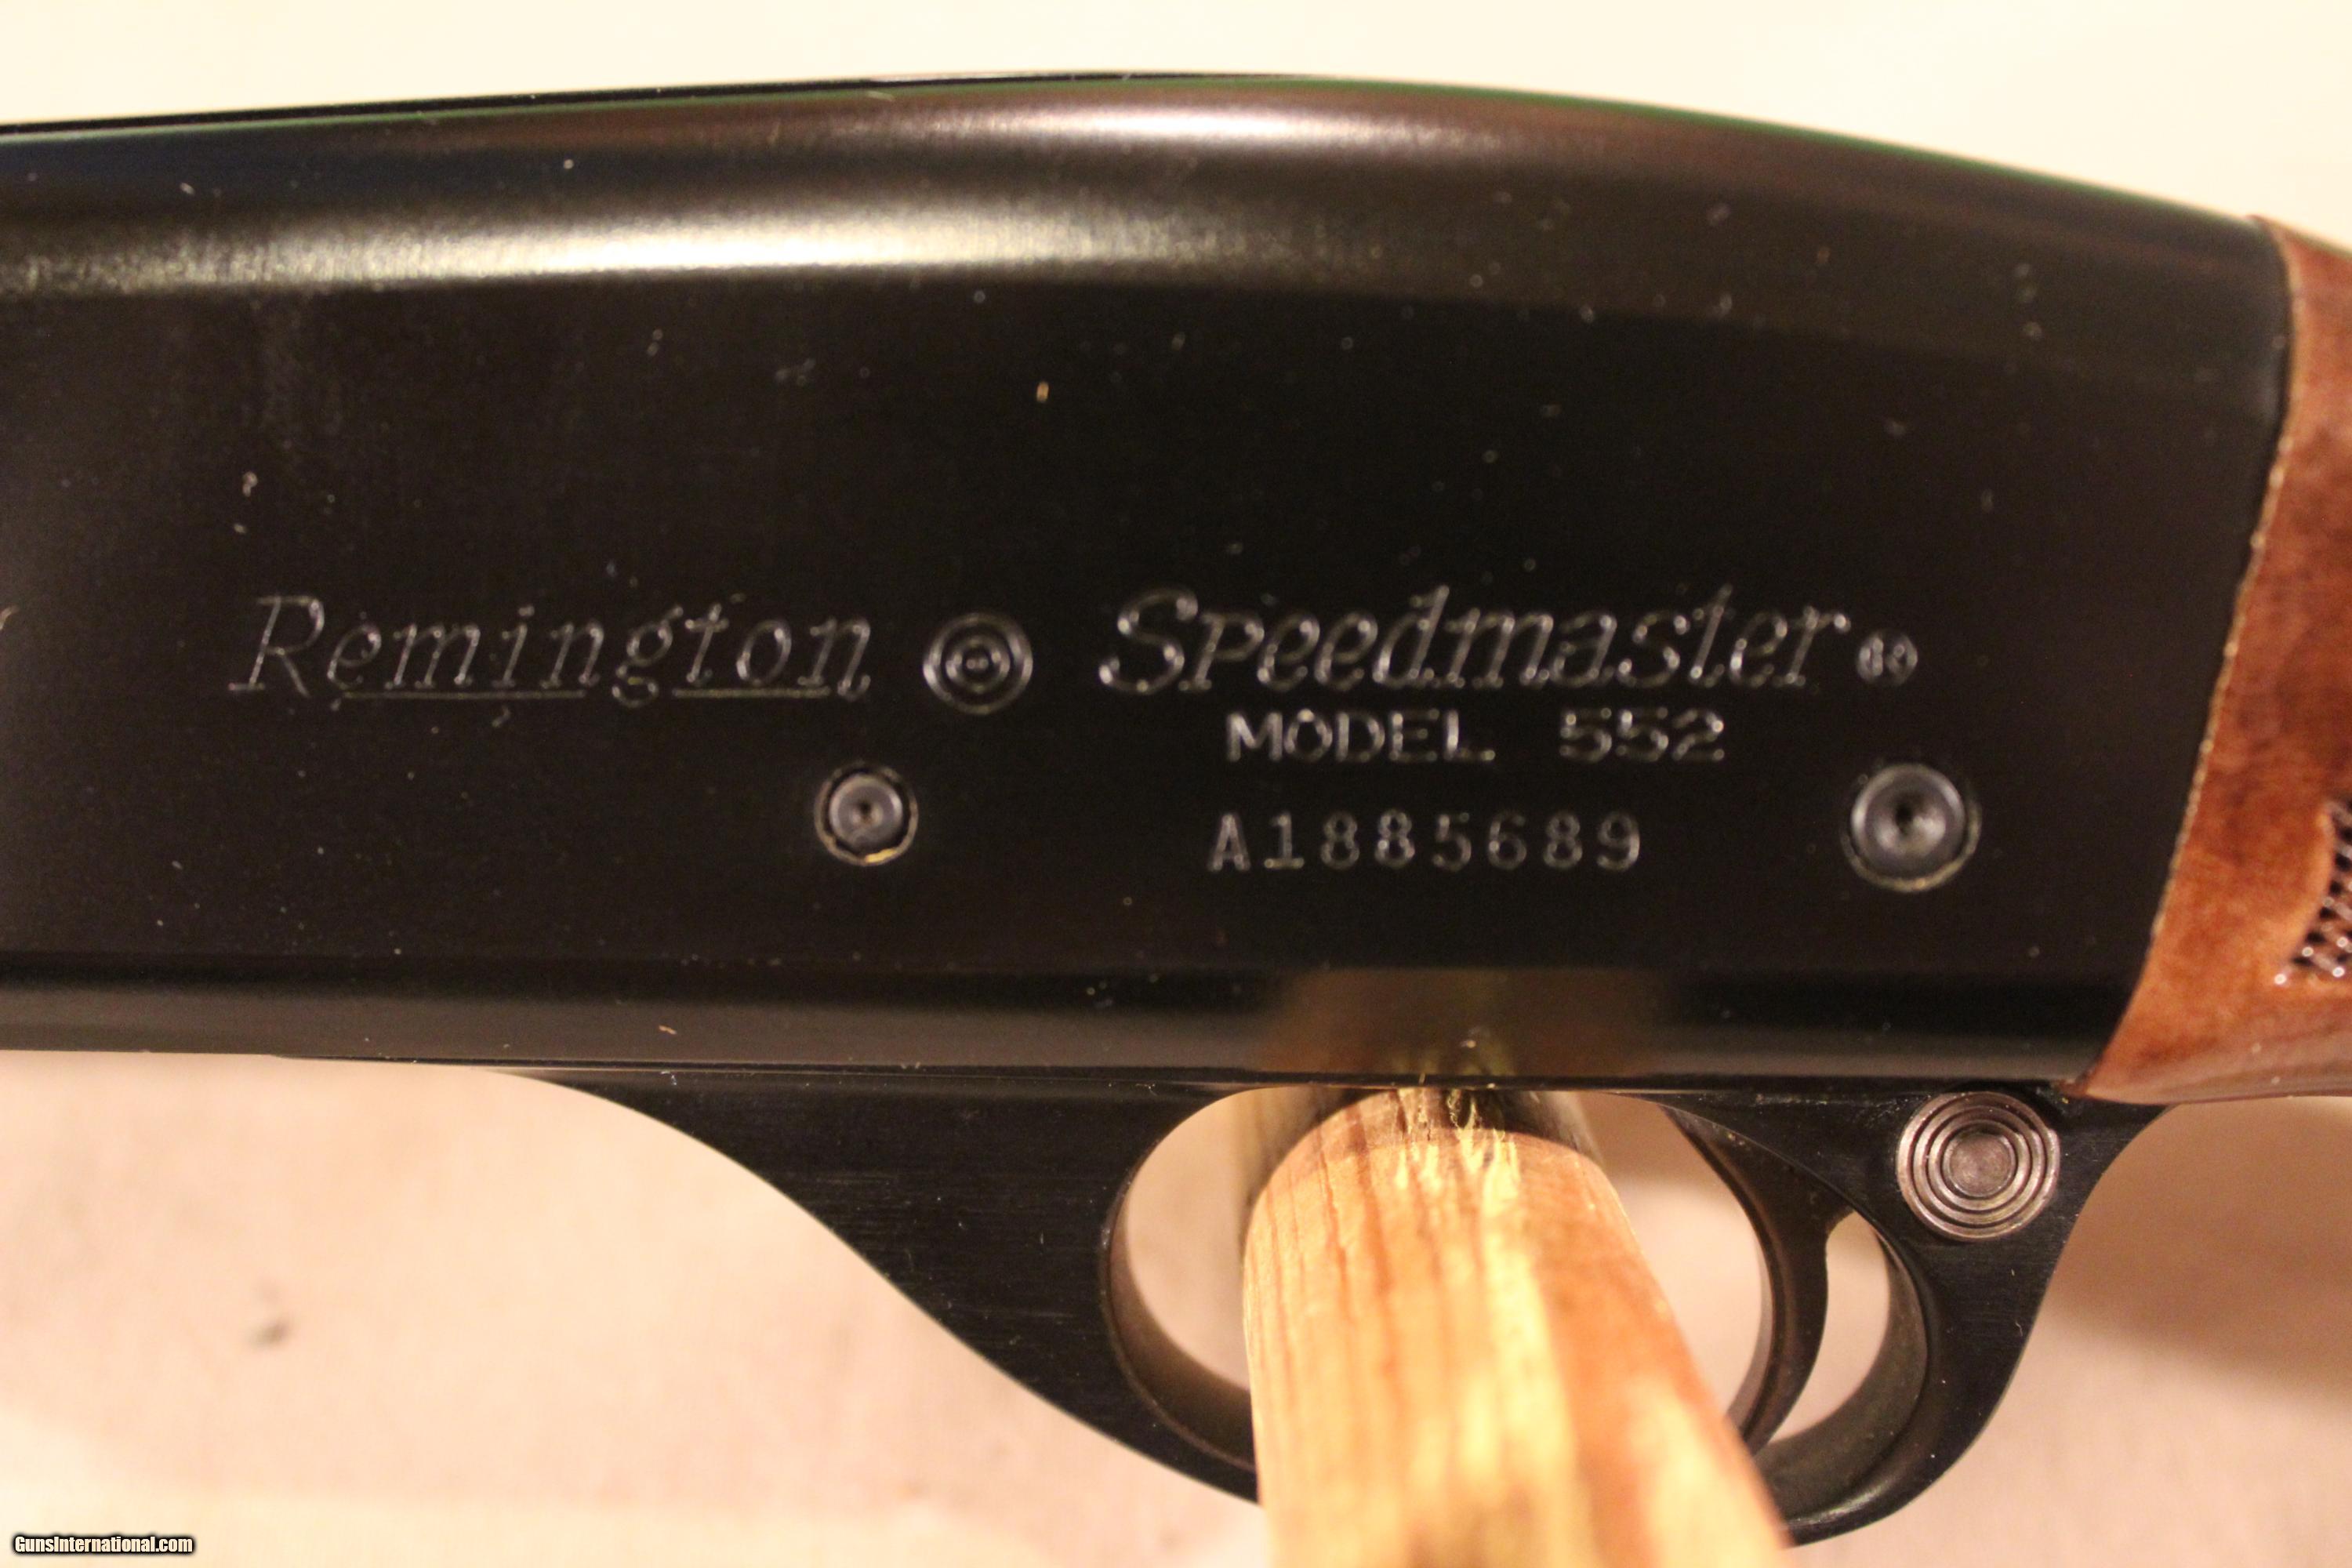 Remington Speedmaster®
MODEL 552
A1885689
GunsInternational.com